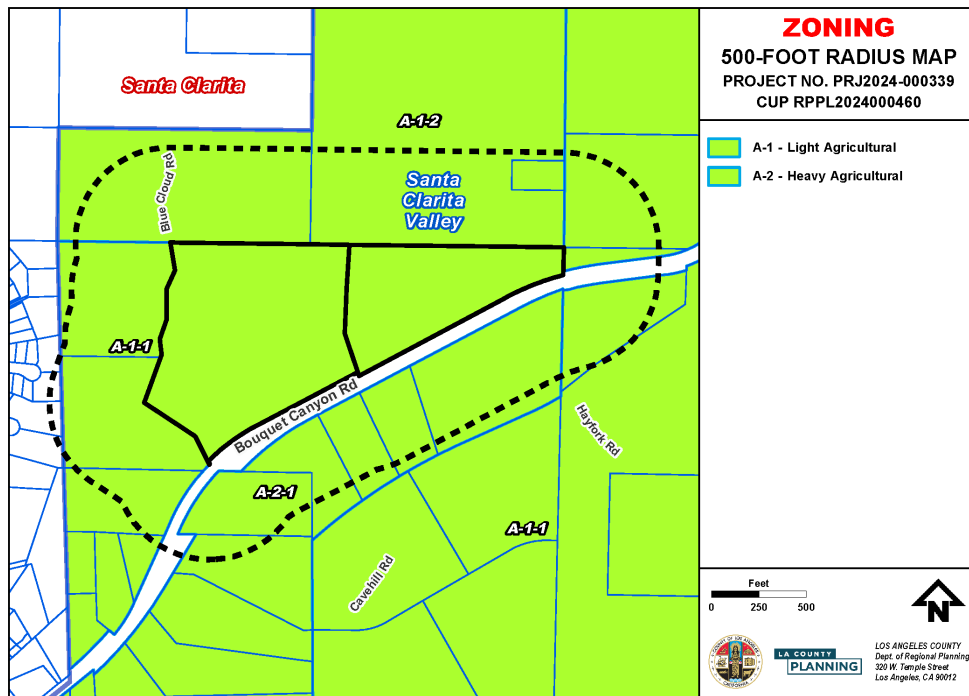 ZONING
500-FOOT RADIUS MAP
PROJECT NO. PRJ2024-000339
CUP RPPL2024000460
A-1 - Light Agricultural
A-2 - Heavy Agricultural
Santa Clarita
A-1-2
Blue Cloud Rd
Santa
Clarita
Valley
A-1-1
Bouquet Canyon Rd
Hayfork Rd
A-2-1
A-1-1
Cavehill Rd
Feet
0 250 500
N
LA COUNTY
PLANNING
LOS ANGELES COUNTY
Dept. of Regional Planning
320 W. Temple Street
Los Angeles, CA 90012